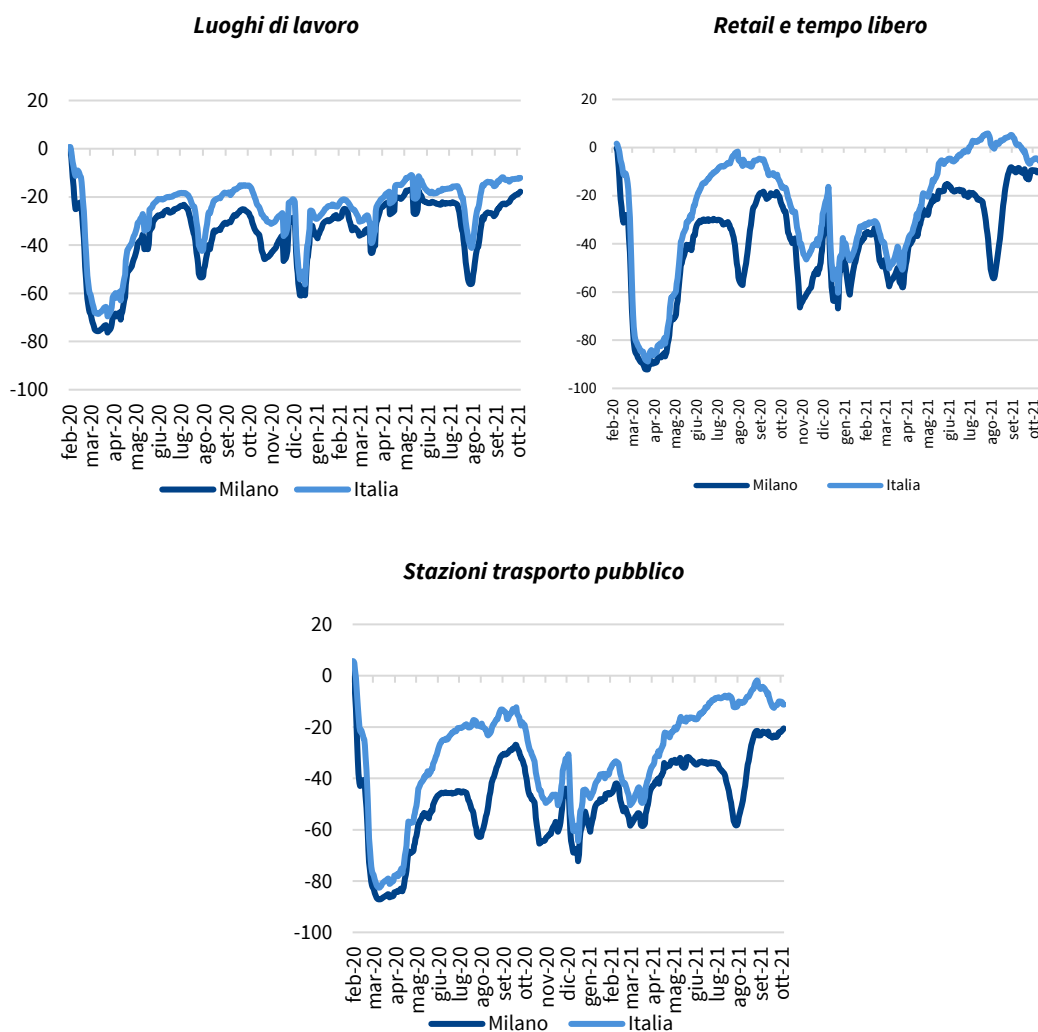 Luoghi di lavoro
20
0
-20
-40
-60
-80
-100
feb-20
mar-20
apr-20
mag-20
giu-20
lug-20
ago-20
set-20
ott-20
nov-20
dic-20
gen-21
feb-21
mar-21
apr-21
mag-21
giu-21
lug-21
ago-21
set-21
ott-21
Milano Italia
Retail e tempo libero
20
0
-20
-40
-60
-80
-100
feb-20
mar-20
apr-20
mag-20
giu-20
lug-20
ago-20
set-20
ott-20
nov-20
dic-20
gen-21
feb-21
mar-21
apr-21
mag-21
giu-21
lug-21
ago-21
set-21
ott-21
Milano Italia
Stazioni trasporto pubblico
20
0
-20
-40
-60
-80
-100
feb-20
mar-20
apr-20
mag-20
giu-20
lug-20
ago-20
set-20
ott-20
nov-20
dic-20
gen-21
feb-21
mar-21
apr-21
mag-21
giu-21
lug-21
ago-21
set-21
ott-21
Milano Italia